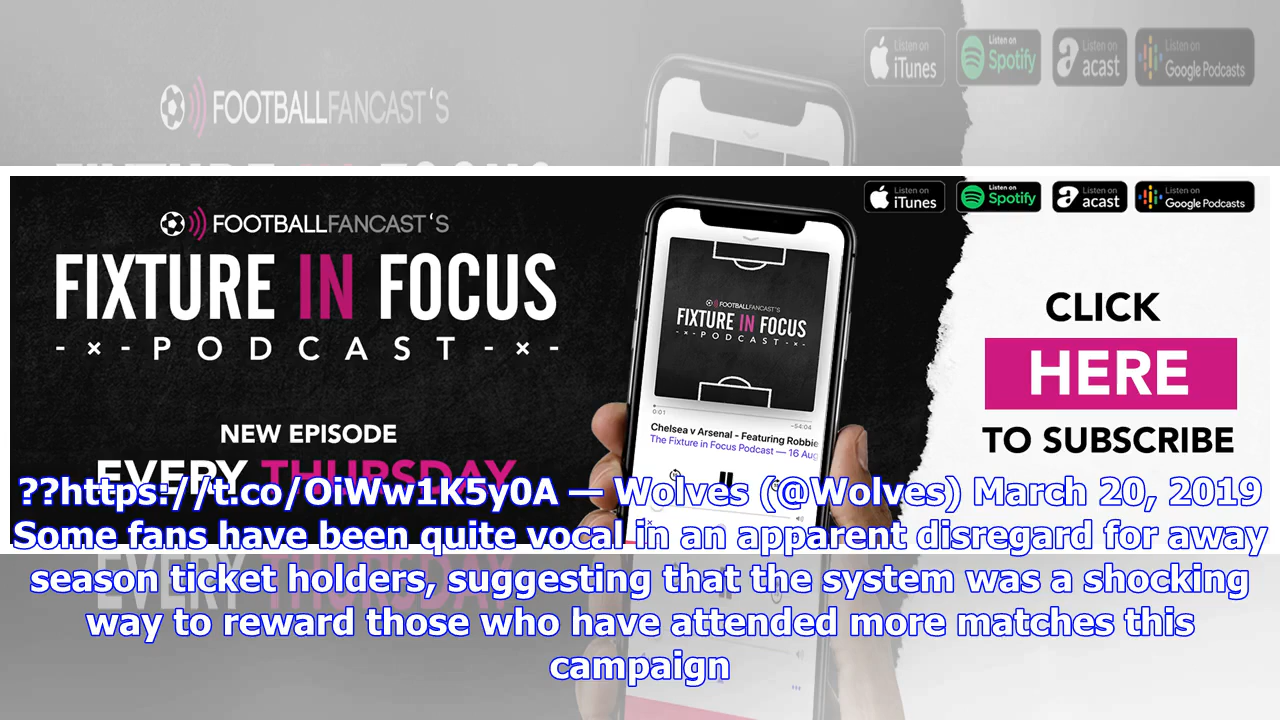 Listen on
iTunes
Listen on
Spotify
Listen on
acast
Listen on
Google Podcasts
FOOTBALLFANCAST'S
Listen on
iTunes
Listen on
Spotify
Listen on
acast
Listen on
Google Podcasts
FOOTBALLFANCAST'S
FIXTURE IN FOCUS
- × - PODCAST - × -
FOOTBALLFANCAST'S
FIXTURE IN FOCUS
- × - PODCAST - × -
0:01
-54:04
Chelsea v Arsenal - Featuring Robbie
The Fixture in Focus Podcast — 16 Aug
CLICK
HERE
TO SUBSCRIBE
NEW EPISODE
EVERY THURSDAY
??https://t.co/OiWw1K5y0A — Wolves (@Wolves) March 20, 2019
Some fans have been quite vocal in an apparent disregard for away
season ticket holders, suggesting that the system was a shocking
way to reward those who have attended more matches this
campaign